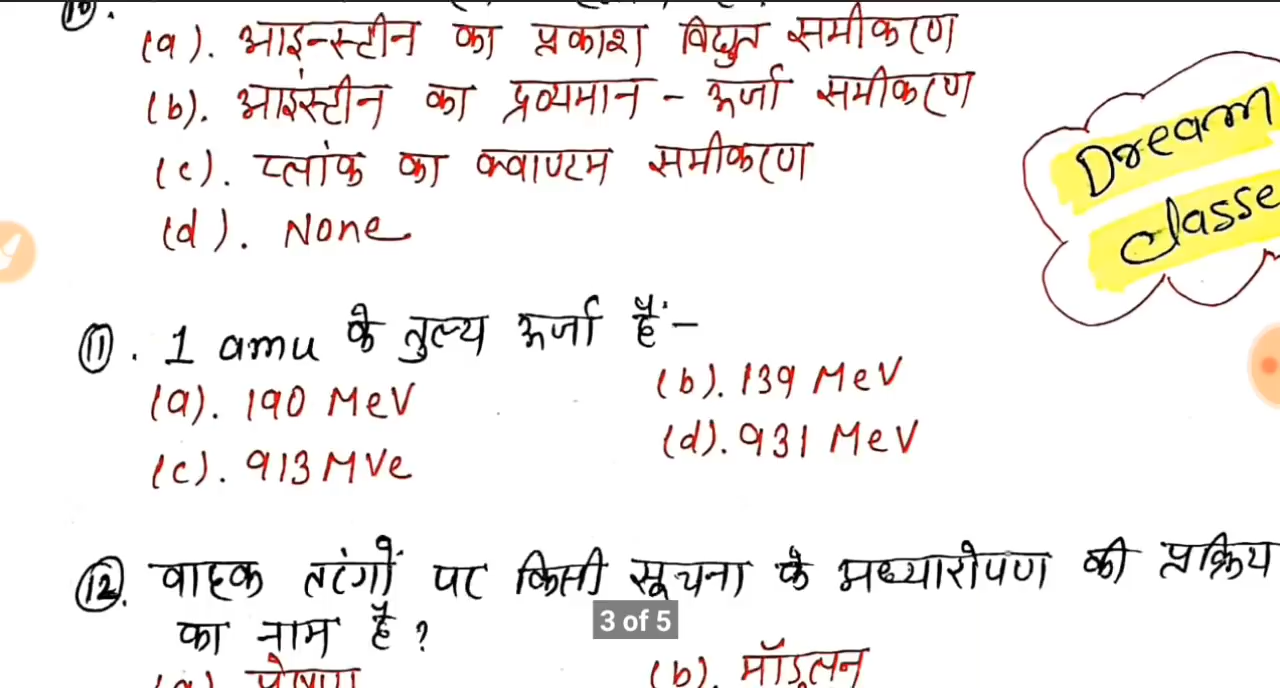 (a). आइन्स्टीन का प्रकाश विद्युत समीकरण
(b). आइंस्टीन का द्रव्यमान - ऊर्जा समीकरण
(c). प्लांक का क्वाण्टम समीकरण
(d). None
Dream
classe
11. 1 amu के तुल्य ऊर्जा है:-
(a). 190 MeV
(b). 139 MeV
(c). 913 MVe
(d). 931 MeV
12. वाहक तरंगों पर किसी सूचना के अध्यारोपण की प्रक्रिय
का नाम है?
3 of 5
(a)
(b). मॉडुलन